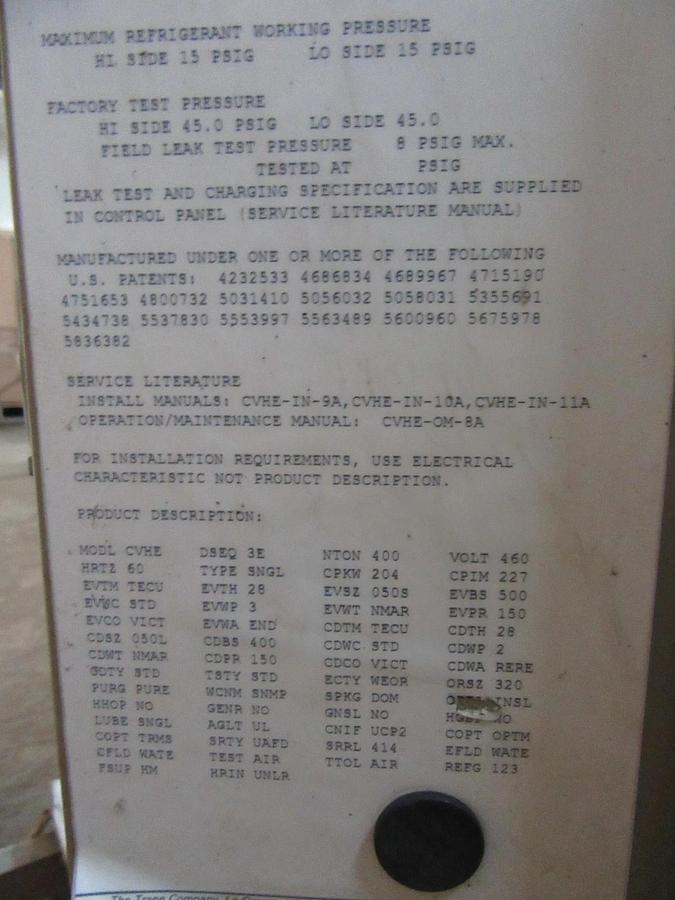 MAXIMUM REFRIGERANT WORKING PRESSURE
HI SIDE 15 PSIG LO SIDE 15 PSIG
FACTORY TEST PRESSURE
HI SIDE 45.0 PSIG LO SIDE 45.0
FIELD LEAK TEST PRESSURE 8 PSIG MAX.
TESTED AT PSIG
LEAK TEST AND CHARGING SPECIFICATION ARE SUPPLIED
IN CONTROL PANEL (SERVICE LITERATURE MANUAL)
MANUFACTURED UNDER ONE OR MORE OF THE FOLLOWING
U.S. PATENTS: 4232533 4686834 4689967 4715190
4751653 4800732 5031410 5056032 5058031 5355691
5434738 5537830 5553997 5563489 5600960 5675978
5836382
SERVICE LITERATURE
INSTALL MANUALS: CVHE-IN-9A,CVHE-IN-10A,CVHE-IN-11A
OPERATION/MAINTENANCE MANUAL: CVHE-OM-8A
FOR INSTALLATION REQUIREMENTS, USE ELECTRICAL
CHARACTERISTIC NOT PRODUCT DESCRIPTION.
PRODUCT DESCRIPTION:
MODL CVHE DSEQ 3E NTON 400 VOLT 460
HRTZ 60 TYPE SNGL CPKW 204 CPIM 227
EVTM TECU EVTH 28 EVSZ 050S EVBS 500
EVWC STD EVWP 3 EVWT NMAR EVPR 150
EVCO VICT EVWA END CDTM TECU CDTH 28
CDSZ 050L CDBS 400 CDWC STD CDWP 2
CDWT NMAR CDPR 150 CDCO VICT CDWA RERE
GDTY STD TSTY STD ECTY WEOR ORSZ 320
PURG PURE WCNM SNMP SPKG DOM INSL
HHOP NO GENR NO GNSL NO NO
LUBE SNGL AGLT UL CNIF UCP2 COPT OPTM
COPT TRMS SRTY UAFD SRRL 414 EFLD WATE
CFLD WATE TEST AIR TTOL AIR REFG 123
FSUP HM HRIN UNLR
The Trane Company, La